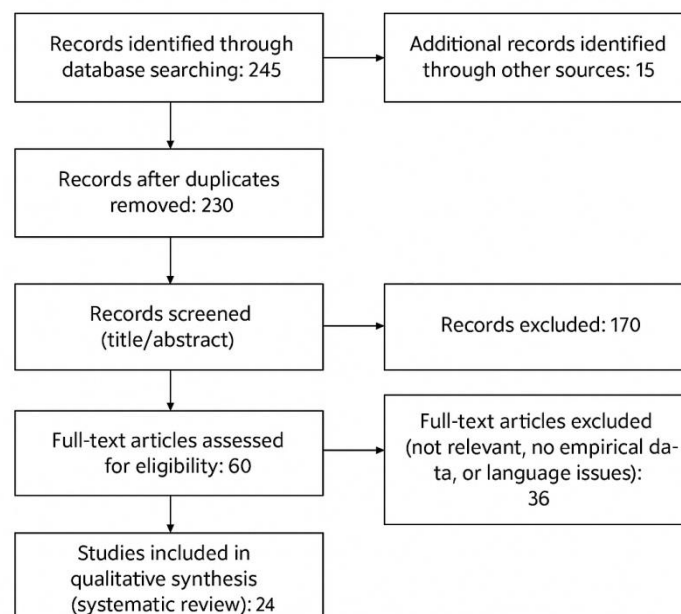 Records identified through
database searching: 245
Additional records identified
through other sources: 15
Records after duplicates
removed: 230
Records screened
(title/abstract)
Records excluded: 170
Full-text articles assessed
for eligibility: 60
Full-text articles excluded
(not relevant, no empirical da-
ta, or language issues):
36
Studies included in
qualitative synthesis
(systematic review): 24